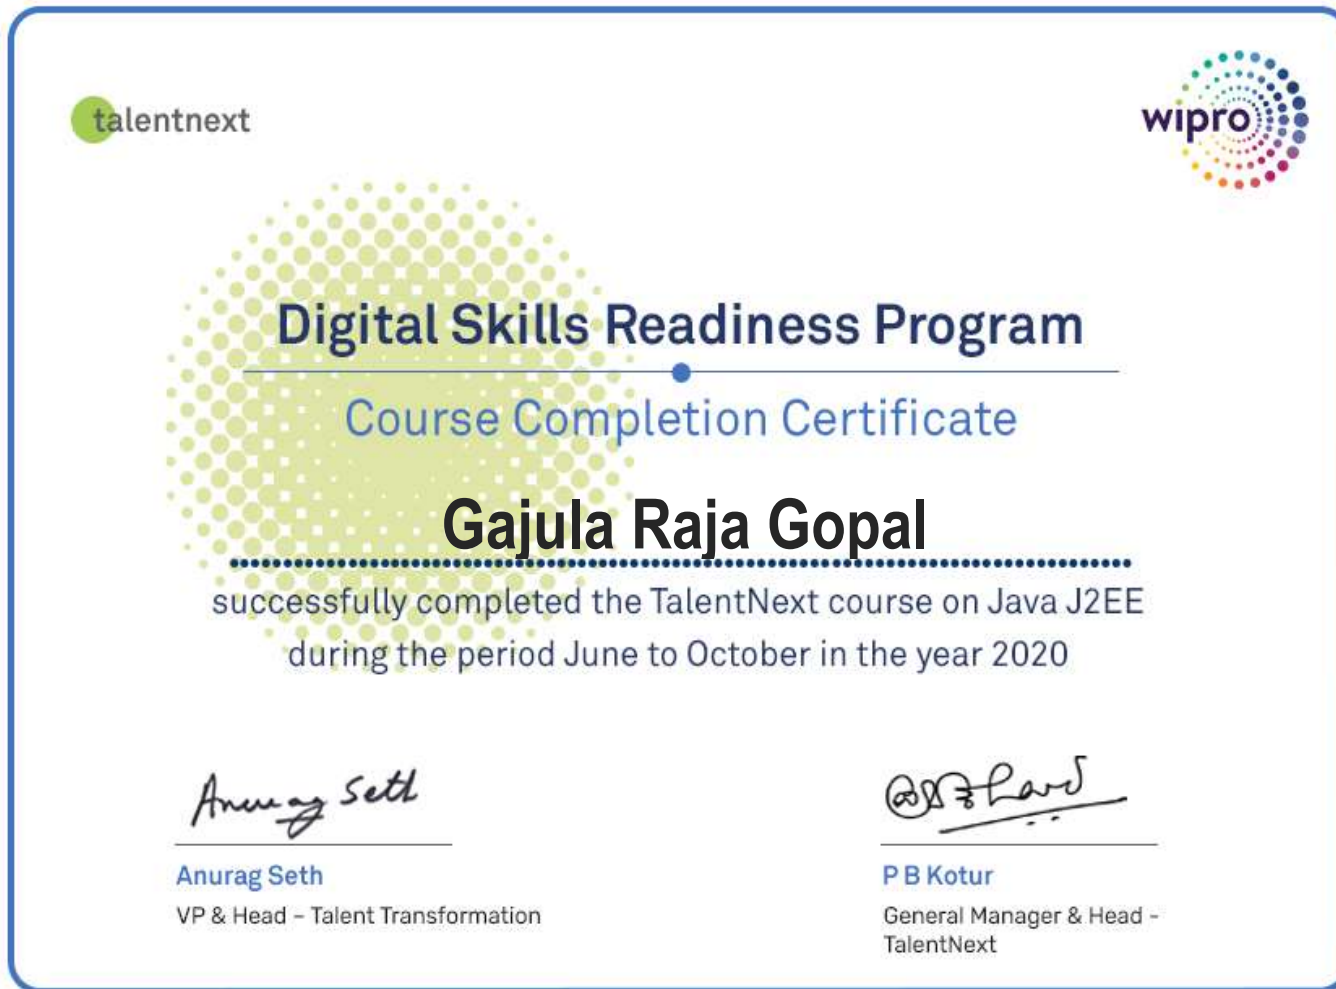 talentnext
wipro
Digital Skills Readiness Program
Course Completion Certificate
Gajula Raja Gopal
successfully completed the TalentNext course on Java J2EE
during the period June to October in the year 2020
Anurag Seth
Anurag Seth
VP & Head – Talent Transformation
P B Kotur
General Manager & Head -
TalentNext